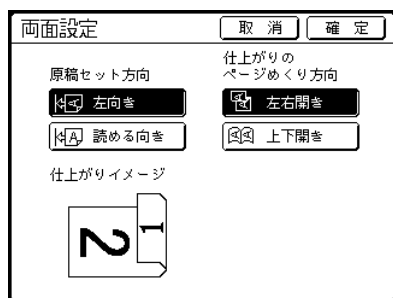 両面設定
取 消
確 定
原稿セット方向
左向き
読める向き
仕上がりの
ページめくり方向
左右開き
上下開き
仕上がりイメージ
2
1